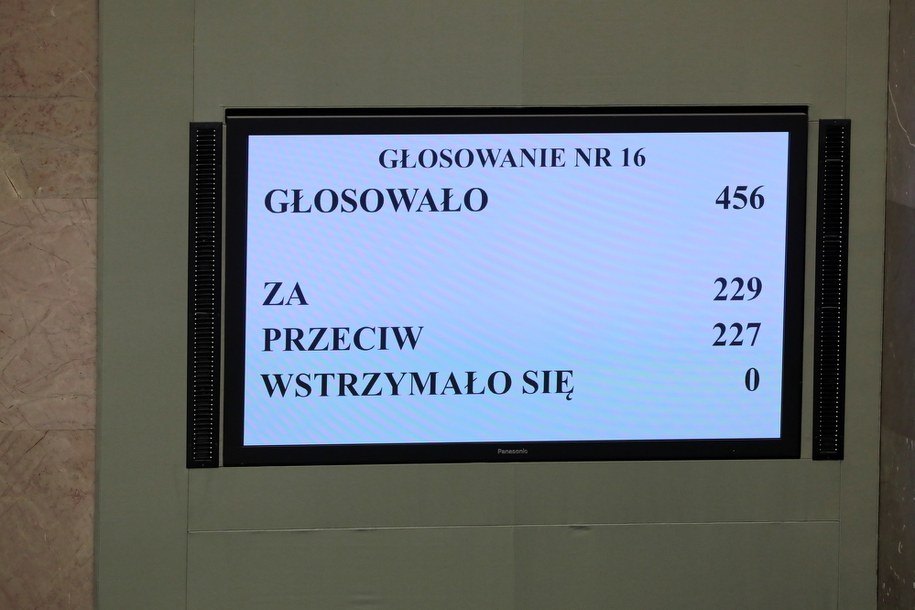 GŁOSOWANIE NR 16
GŁOSOWAŁO 456
ZA 229
PRZECIW 227
WSTRZYMAŁO SIĘ 0
Panasonic